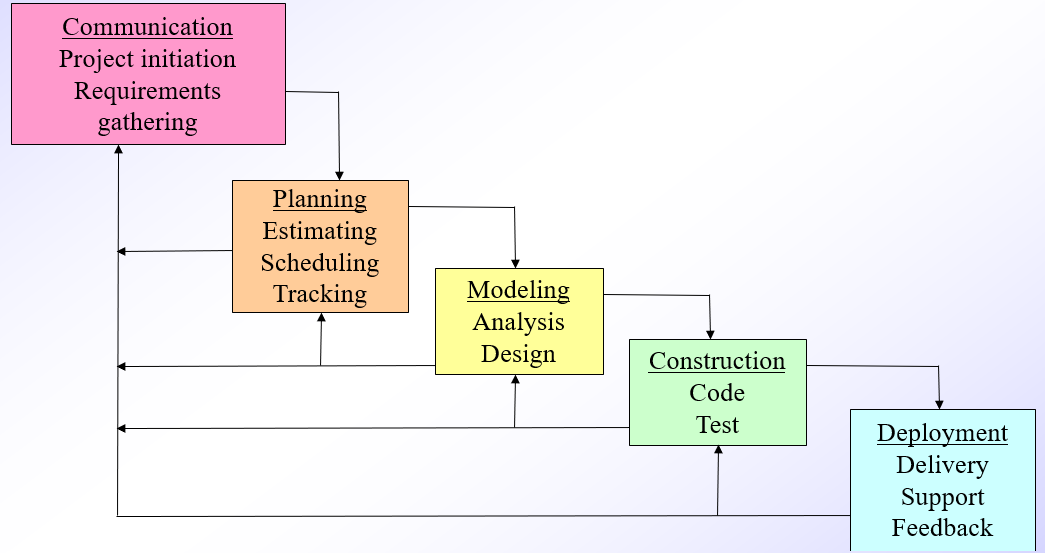 Communication
Project initiation
Requirements
gathering
Planning
Estimating
Scheduling
Tracking
Modeling
Analysis
Design
Construction
Code
Test
Deployment
Delivery
Support
Feedback